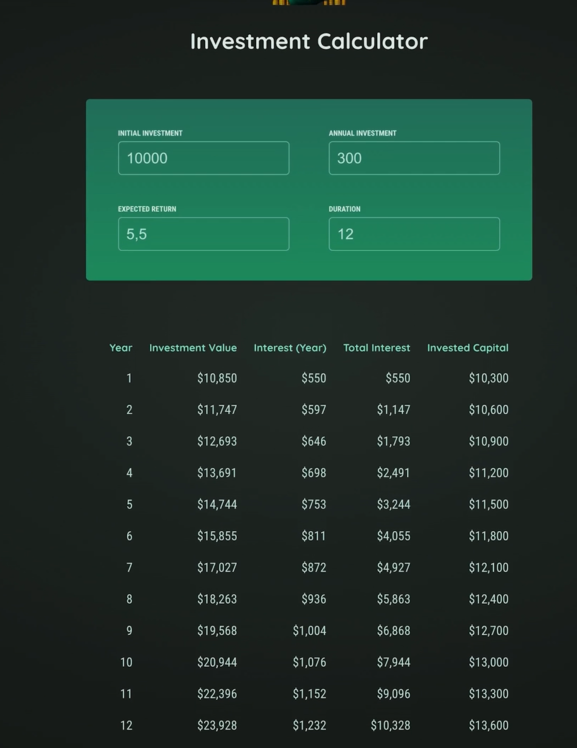 Investment Calculator
INITIAL INVESTMENT ANNUAL INVESTMENT
10000 300
EXPECTED RETURN DURATION
5,5 12
Year Investment Value Interest (Year) Total Interest Invested Capital
1 $10,850 $550 $550 $10,300
2 $11,747 $597 $1,147 $10,600
3 $12,693 $646 $1,793 $10,900
4 $13,691 $698 $2,491 $11,200
5 $14,744 $753 $3,244 $11,500
6 $15,855 $811 $4,055 $11,800
7 $17,027 $872 $4,927 $12,100
8 $18,263 $936 $5,863 $12,400
9 $19,568 $1,004 $6,868 $12,700
10 $20,944 $1,076 $7,944 $13,000
11 $22,396 $1,152 $9,096 $13,300
12 $23,928 $1,232 $10,328 $13,600